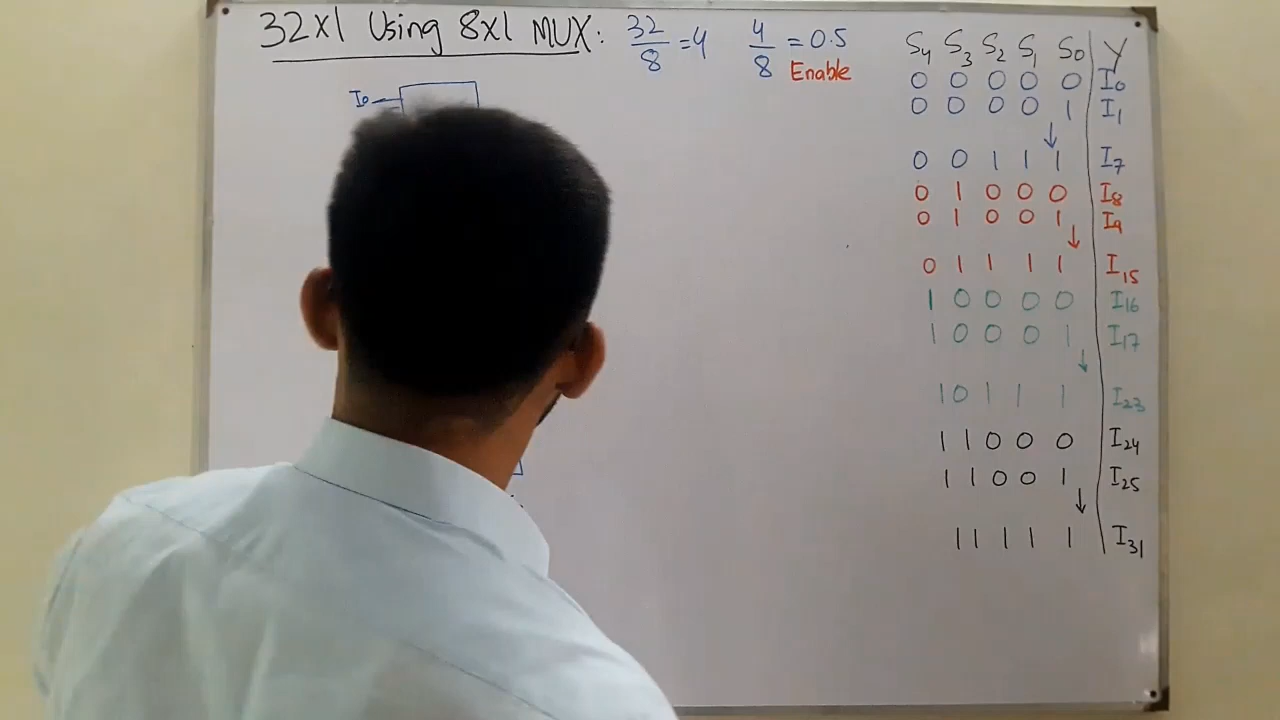 32x1 Using 8x1 MUX: 32/8 = 4 4/8 = 0.5
Enable
I0
S4 S3 S2 S1 S0 Y
0 0 0 0 0 I0
0 0 0 0 1 I1
↓
0 0 1 1 1 I7
0 1 0 0 0 I8
0 1 0 0 1 I9
↓
0 1 1 1 1 I15
1 0 0 0 0 I16
1 0 0 0 1 I17
↓
1 0 1 1 1 I23
1 1 0 0 0 I24
1 1 0 0 1 I25
↓
1 1 1 1 1 I31